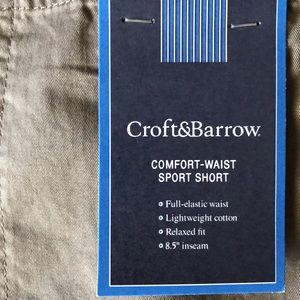 Croft&Barrow
COMFORT-WAIST
SPORT SHORT
Full-elastic waist
Lightweight cotton
Relaxed fit
8.5" inseam